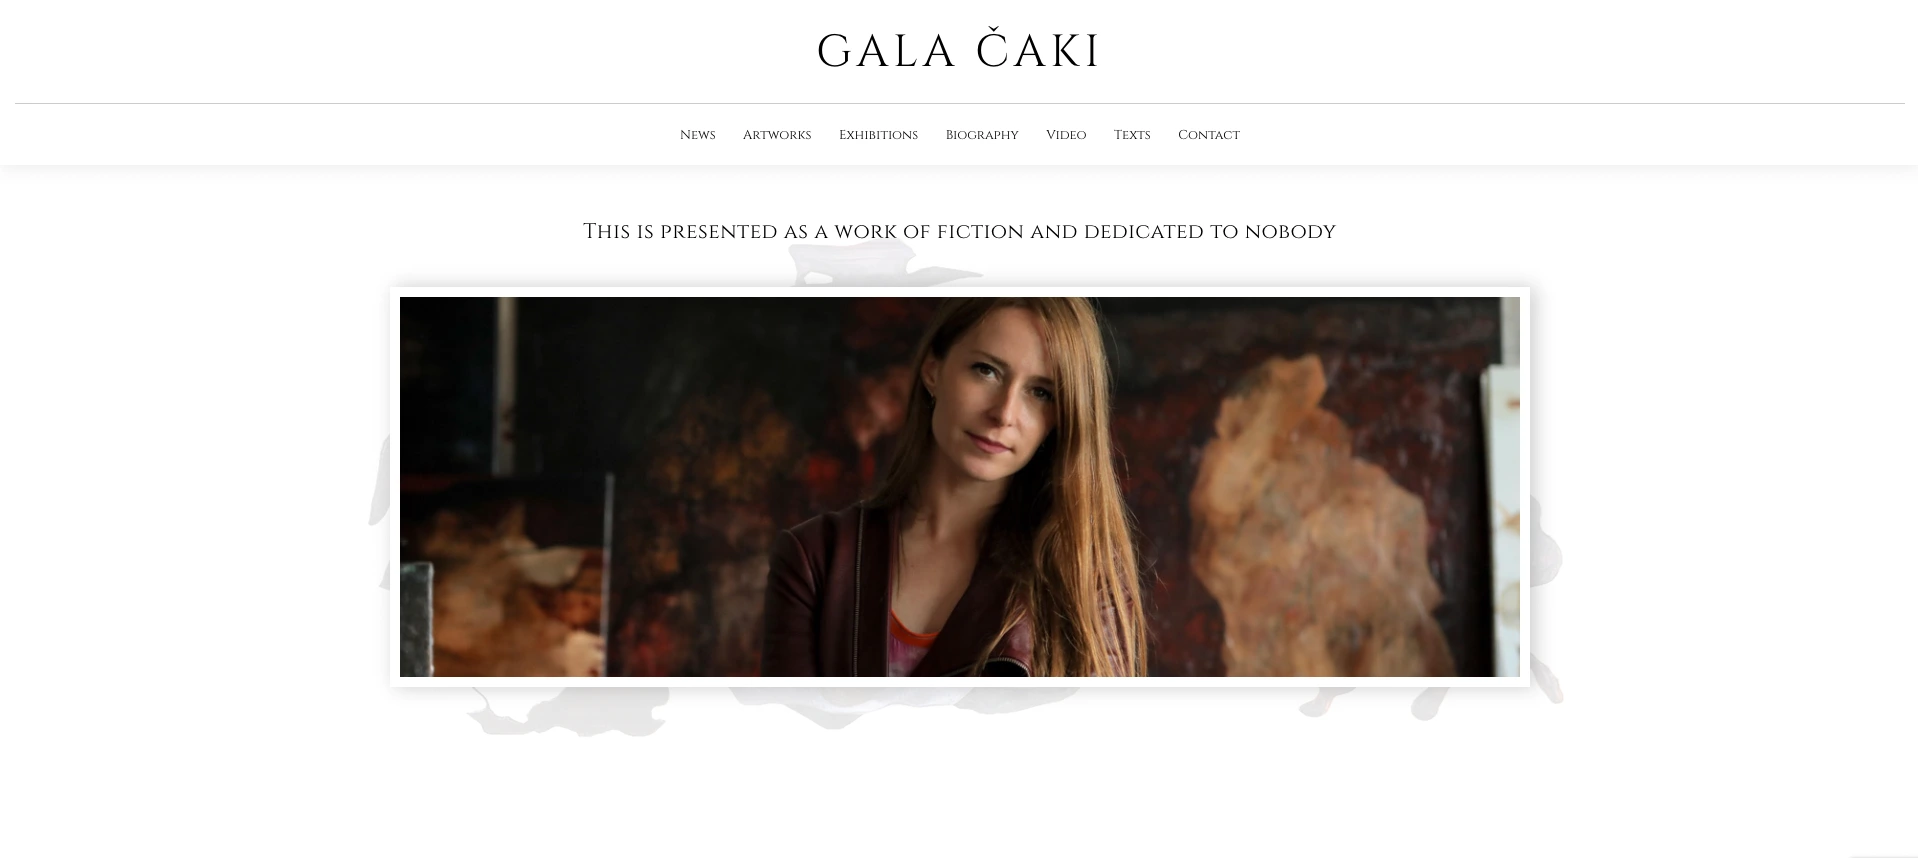 GALA ČAKI
News Artworks Exhibitions Biography Video Texts Contact
This is presented as a work of fiction and dedicated to nobody